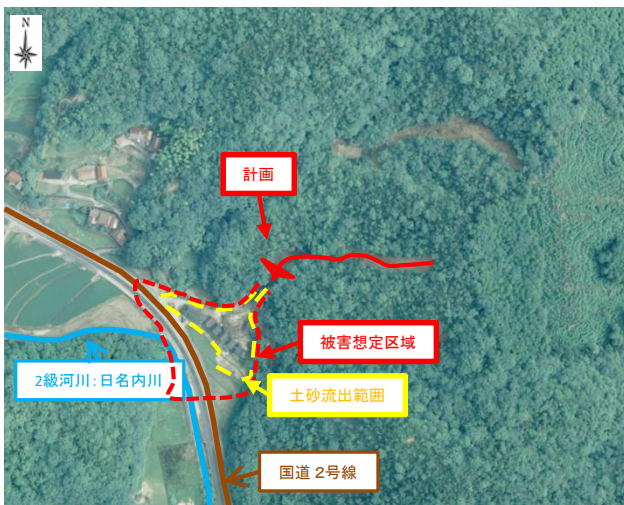 N
計画
被害想定区域
2級河川：日名内川
土砂流出範囲
国道 2号線